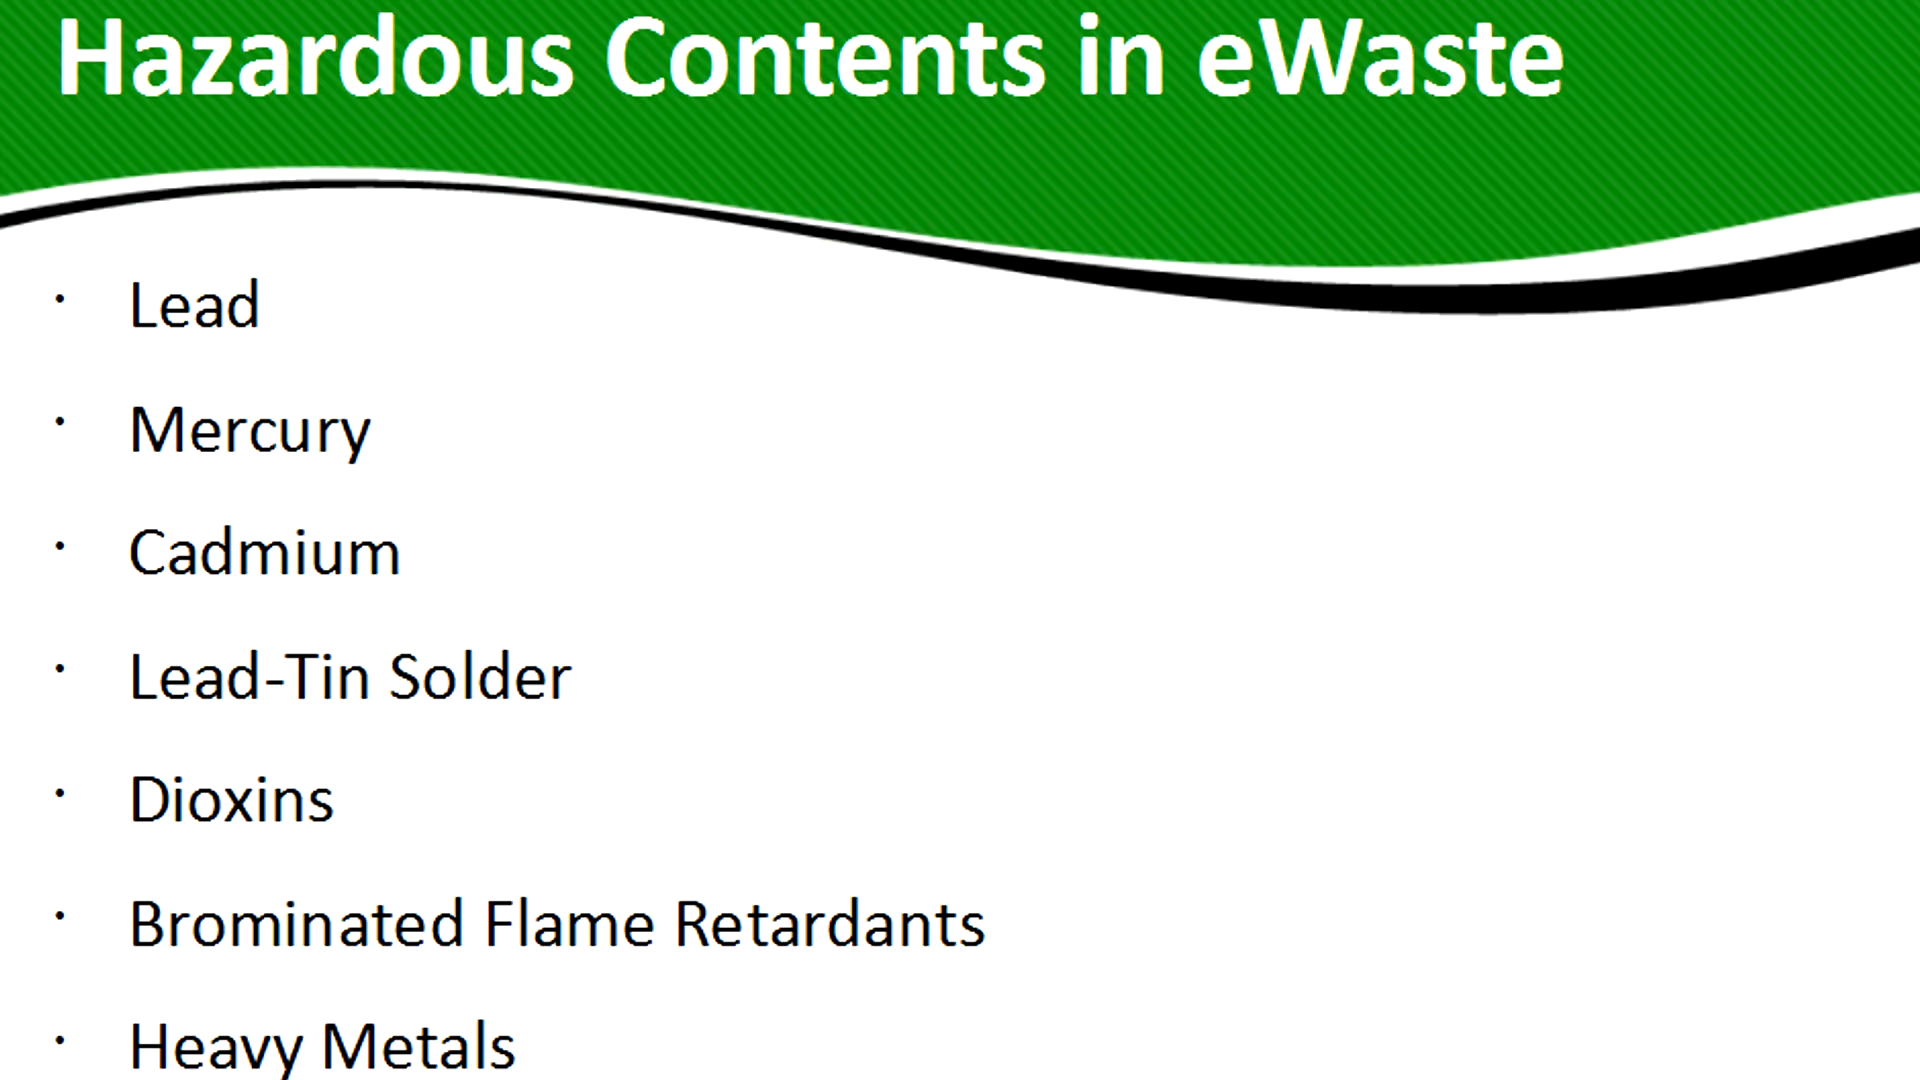 Hazardous Contents in eWaste
· Lead
· Mercury
· Cadmium
· Lead-Tin Solder
· Dioxins
· Brominated Flame Retardants
· Heavy Metals